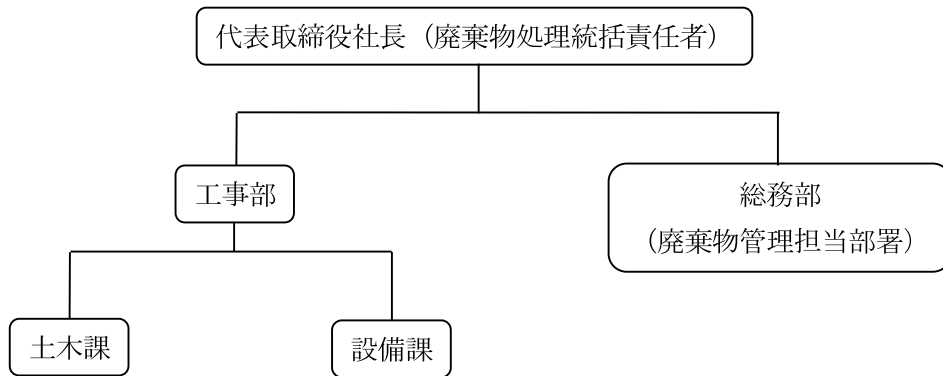 代表取締役社長（廃棄物処理統括責任者）
工事部
総務部
（廃棄物管理担当部署）
土木課
設備課